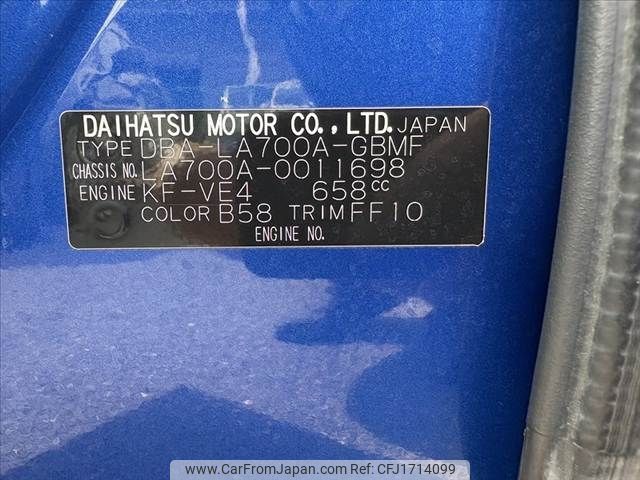 DAIHATSU MOTOR CO., LTD. JAPAN
TYPE DBA-LA700A-GBMF
CHASSIS NO. LA700A-0011698
ENGINE KF-VE4 658cc
COLOR B58 TRIM FF10
ENGINE NO.
www.CarFromJapan.com Ref. CFJ1714099